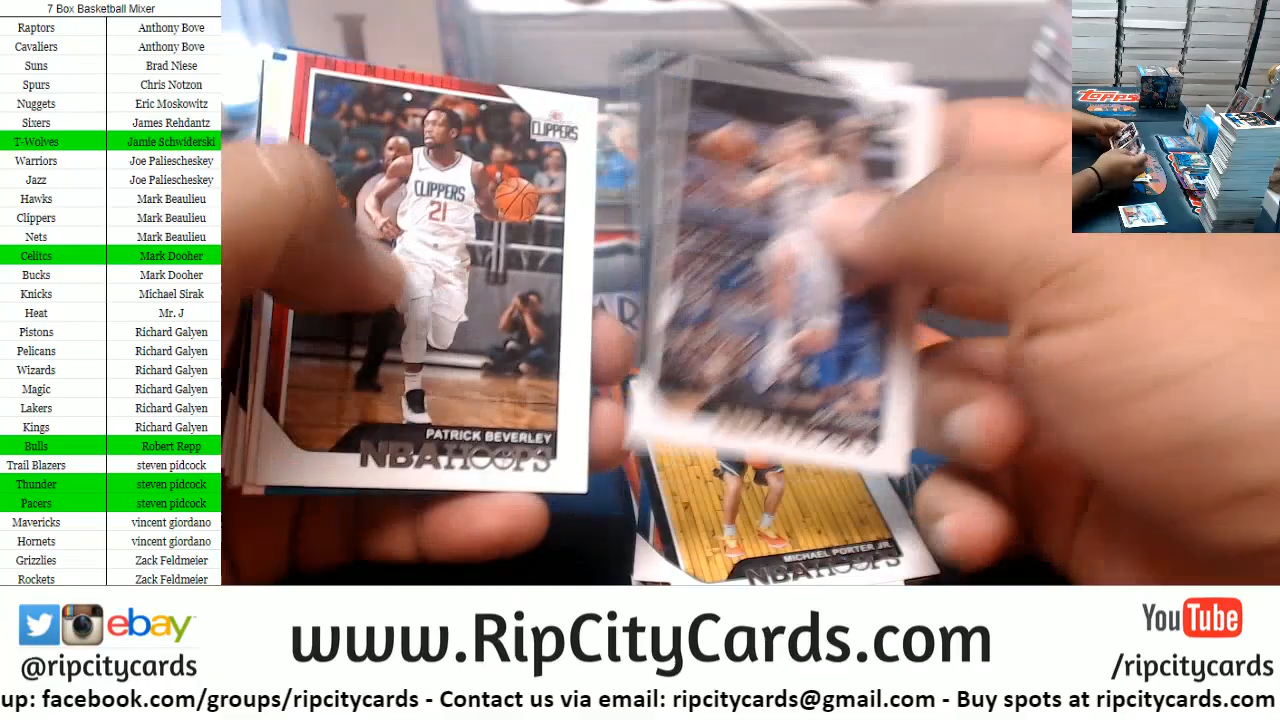 7 Box Basketball Mixer
Raptors Anthony Bove
Cavaliers Anthony Bove
Suns Brad Niese
Spurs Chris Notzon
Nuggets Eric Moskowitz
Sixers James Rehdantz
T-Wolves Jamie Schwiderski
Warriors Joe Paliescheskey
Jazz Joe Paliescheskey
Hawks Mark Beaulieu
Clippers Mark Beaulieu
Nets Mark Beaulieu
Celitcs Mark Dooher
Bucks Mark Dooher
Knicks Michael Sirak
Heat Mr. J
Pistons Richard Galyen
Pelicans Richard Galyen
Wizards Richard Galyen
Magic Richard Galyen
Lakers Richard Galyen
Kings Richard Galyen
Bulls Robert Repp
Trail Blazers steven pidcock
Thunder steven pidcock
Pacers steven pidcock
Mavericks vincent giordano
Hornets vincent giordano
Grizzlies Zack Feldmeier
Rockets Zack Feldmeier
CLIPPERS
CLIPPERS
21
PATRICK BEVERLEY
NBA HOOPS
MICHAEL PORTER JR.
NBA HOOPS
TOPPS
ebay
@ripcitycards
www.RipCityCards.com
YouTube
/ripcitycards
up: facebook.com/groups/ripcitycards - Contact us via email: ripcitycards@gmail.com - Buy spots at ripcitycards.com